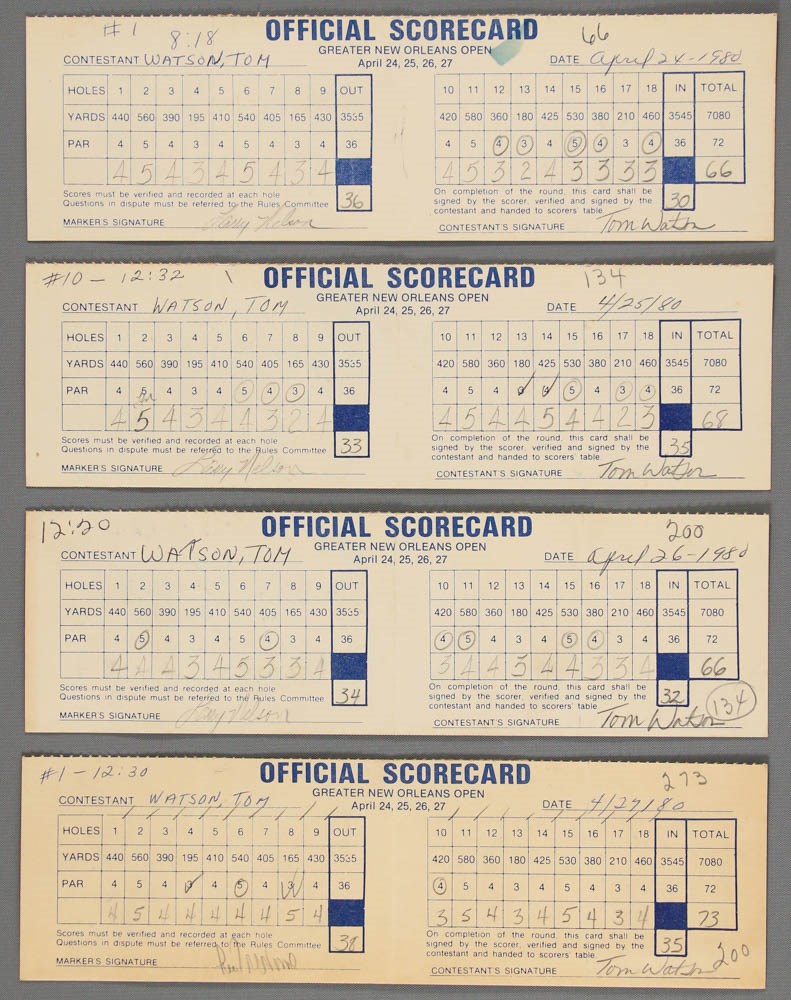 # 1
8:18
OFFICIAL SCORECARD
66
GREATER NEW ORLEANS OPEN
CONTESTANT WATSON, TOM April 24, 25, 26, 27 DATE April 24-1980
HOLES 1 2 3 4 5 6 7 8 9 OUT 10 11 12 13 14 15 16 17 18 IN TOTAL
YARDS 440 560 390 195 410 540 405 165 430 3535 420 580 360 180 425 530 380 210 460 3545 7080
PAR 4 5 4 3 4 5 4 3 4 36 4 5 4 3 4 5 4 3 4 36 72
4 5 4 3 4 5 4 3 4 4 5 3 2 4 3 3 3 3 66
Scores must be verified and recorded at each hole On completion of the round, this card shall be
Questions in dispute must be referred to the Rules Committee 36 signed by the scorer, verified and signed by the 30
contestant and handed to scorers' table.
MARKER'S SIGNATURE Larry Nelson CONTESTANT'S SIGNATURE Tom Watson
#10 - 12:32 OFFICIAL SCORECARD 134
GREATER NEW ORLEANS OPEN
CONTESTANT WATSON, TOM April 24, 25, 26, 27 DATE 4/25/80
HOLES 1 2 3 4 5 6 7 8 9 OUT 10 11 12 13 14 15 16 17 18 IN TOTAL
YARDS 440 560 390 195 410 540 405 165 430 3535 420 580 360 180 425 530 380 210 460 3545 7080
PAR 4 5 4 3 4 5 4 3 4 36 4 5 4 3 4 5 4 3 4 36 72
4 5 4 3 4 4 3 2 4 4 5 4 4 5 4 4 2 3 68
Scores must be verified and recorded at each hole On completion of the round, this card shall be
Questions in dispute must be referred to the Rules Committee 33 signed by the scorer, verified and signed by the 35
contestant and handed to scorers' table.
MARKER'S SIGNATURE Larry Nelson CONTESTANT'S SIGNATURE Tom Watson
12:20 OFFICIAL SCORECARD 200
GREATER NEW ORLEANS OPEN
CONTESTANT WATSON, TOM April 24, 25, 26, 27 DATE April 26-1980
HOLES 1 2 3 4 5 6 7 8 9 OUT 10 11 12 13 14 15 16 17 18 IN TOTAL
YARDS 440 560 390 195 410 540 405 165 430 3535 420 580 360 180 425 530 380 210 460 3545 7080
PAR 4 5 4 3 4 5 4 3 4 36 4 5 4 3 4 5 4 3 4 36 72
4 4 4 3 4 5 3 3 4 3 4 4 3 4 4 3 3 4 66
Scores must be verified and recorded at each hole On completion of the round, this card shall be
Questions in dispute must be referred to the Rules Committee 34 signed by the scorer, verified and signed by the 32
contestant and handed to scorers' table. 134
MARKER'S SIGNATURE Larry Nelson CONTESTANT'S SIGNATURE Tom Watson
#1 - 12:30 OFFICIAL SCORECARD 273
GREATER NEW ORLEANS OPEN
CONTESTANT WATSON, TOM April 24, 25, 26, 27 DATE 4/27/80
HOLES 1 2 3 4 5 6 7 8 9 OUT 10 11 12 13 14 15 16 17 18 IN TOTAL
YARDS 440 560 390 195 410 540 405 165 430 3535 420 580 360 180 425 530 380 210 460 3545 7080
PAR 4 5 4 3 4 5 4 3 4 36 4 5 4 3 4 5 4 3 4 36 72
4 5 4 4 4 4 4 5 4 3 5 4 3 4 5 4 3 4 73
Scores must be verified and recorded at each hole On completion of the round, this card shall be
Questions in dispute must be referred to the Rules Committee 38 signed by the scorer, verified and signed by the 35
contestant and handed to scorers' table. 200
MARKER'S SIGNATURE CONTESTANT'S SIGNATURE Tom Watson